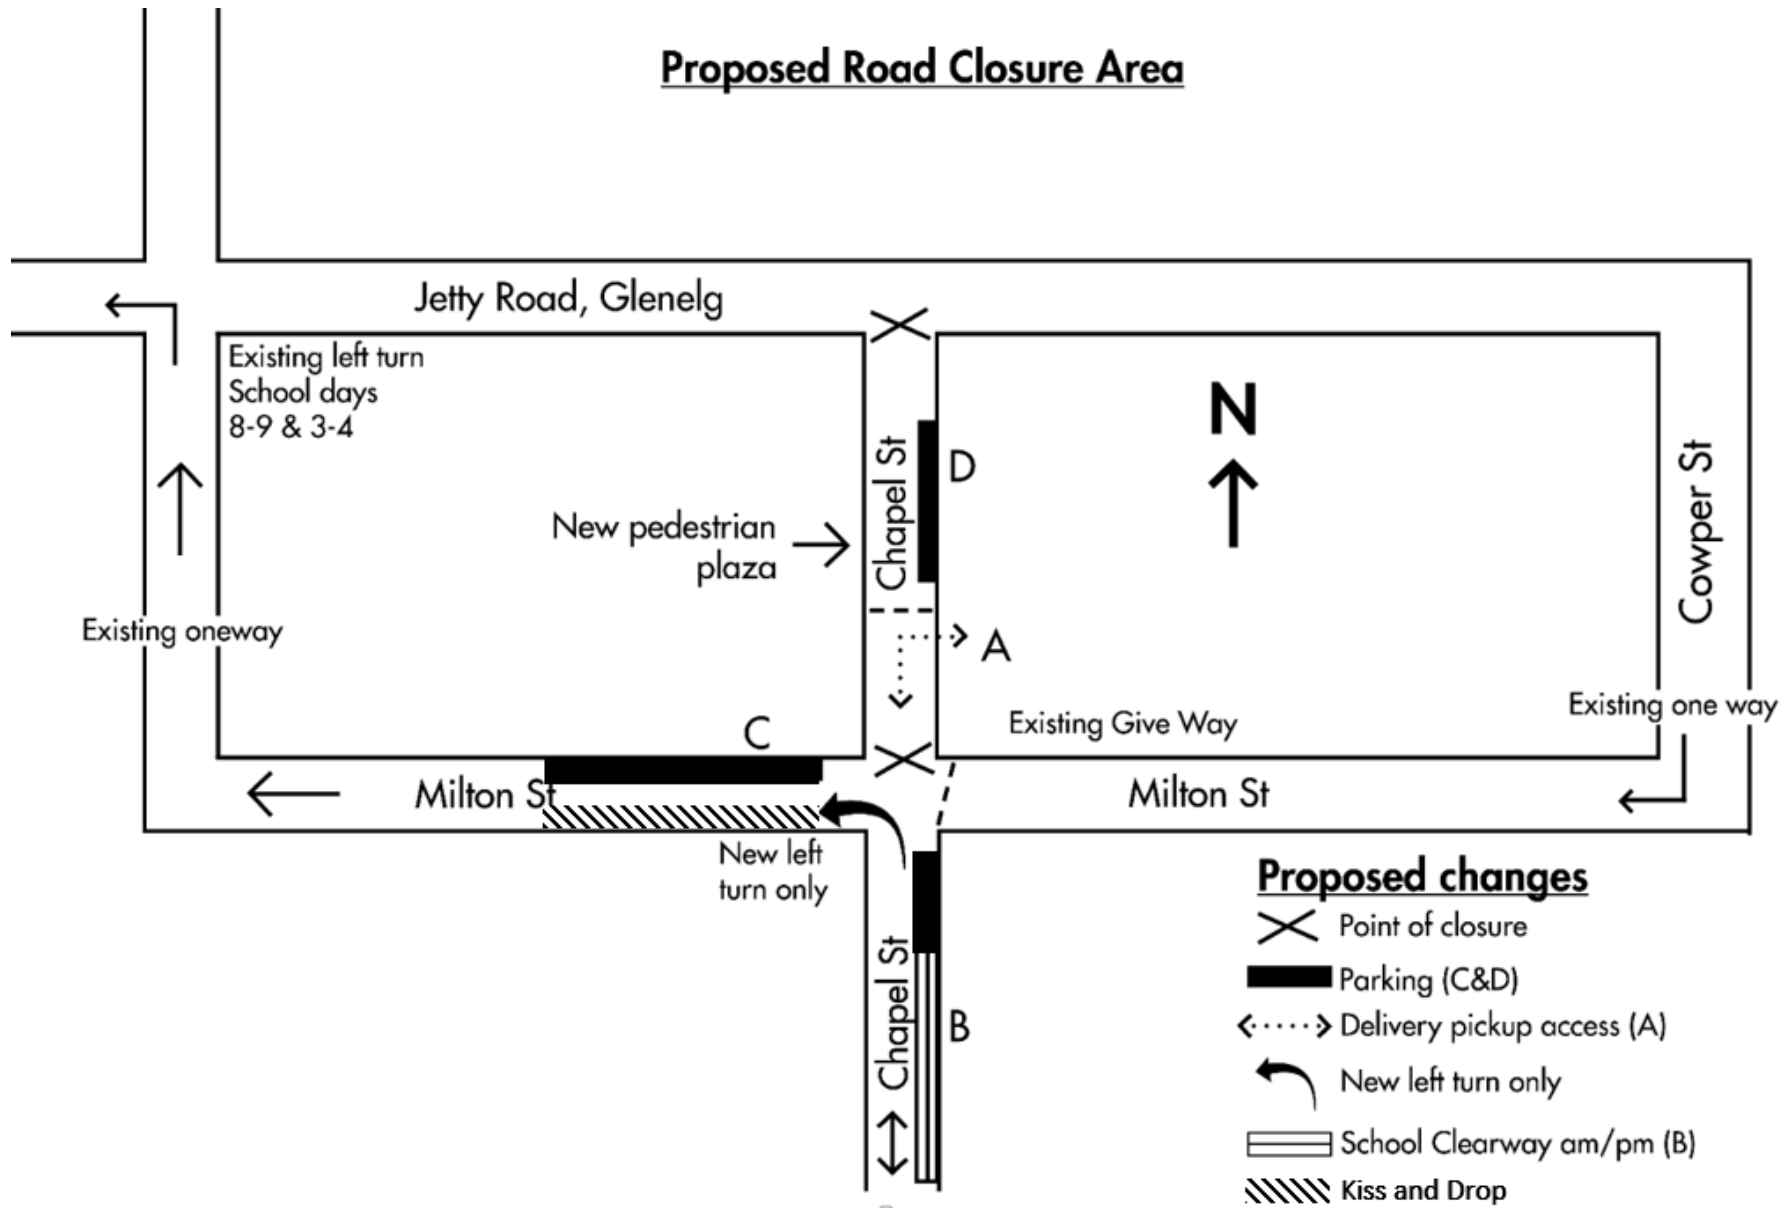 Proposed Road Closure Area
Jetty Road, Glenelg
Existing left turn
School days
8-9 & 3-4
N
Chapel St
D
Cowper St
New pedestrian
plaza
Existing oneway
A
Existing one way
C
Existing Give Way
Milton St
Milton St
New left
turn only
Chapel St
B
Proposed changes
Point of closure
Parking (C&D)
Delivery pickup access (A)
New left turn only
School Clearway am/pm (B)
Kiss and Drop